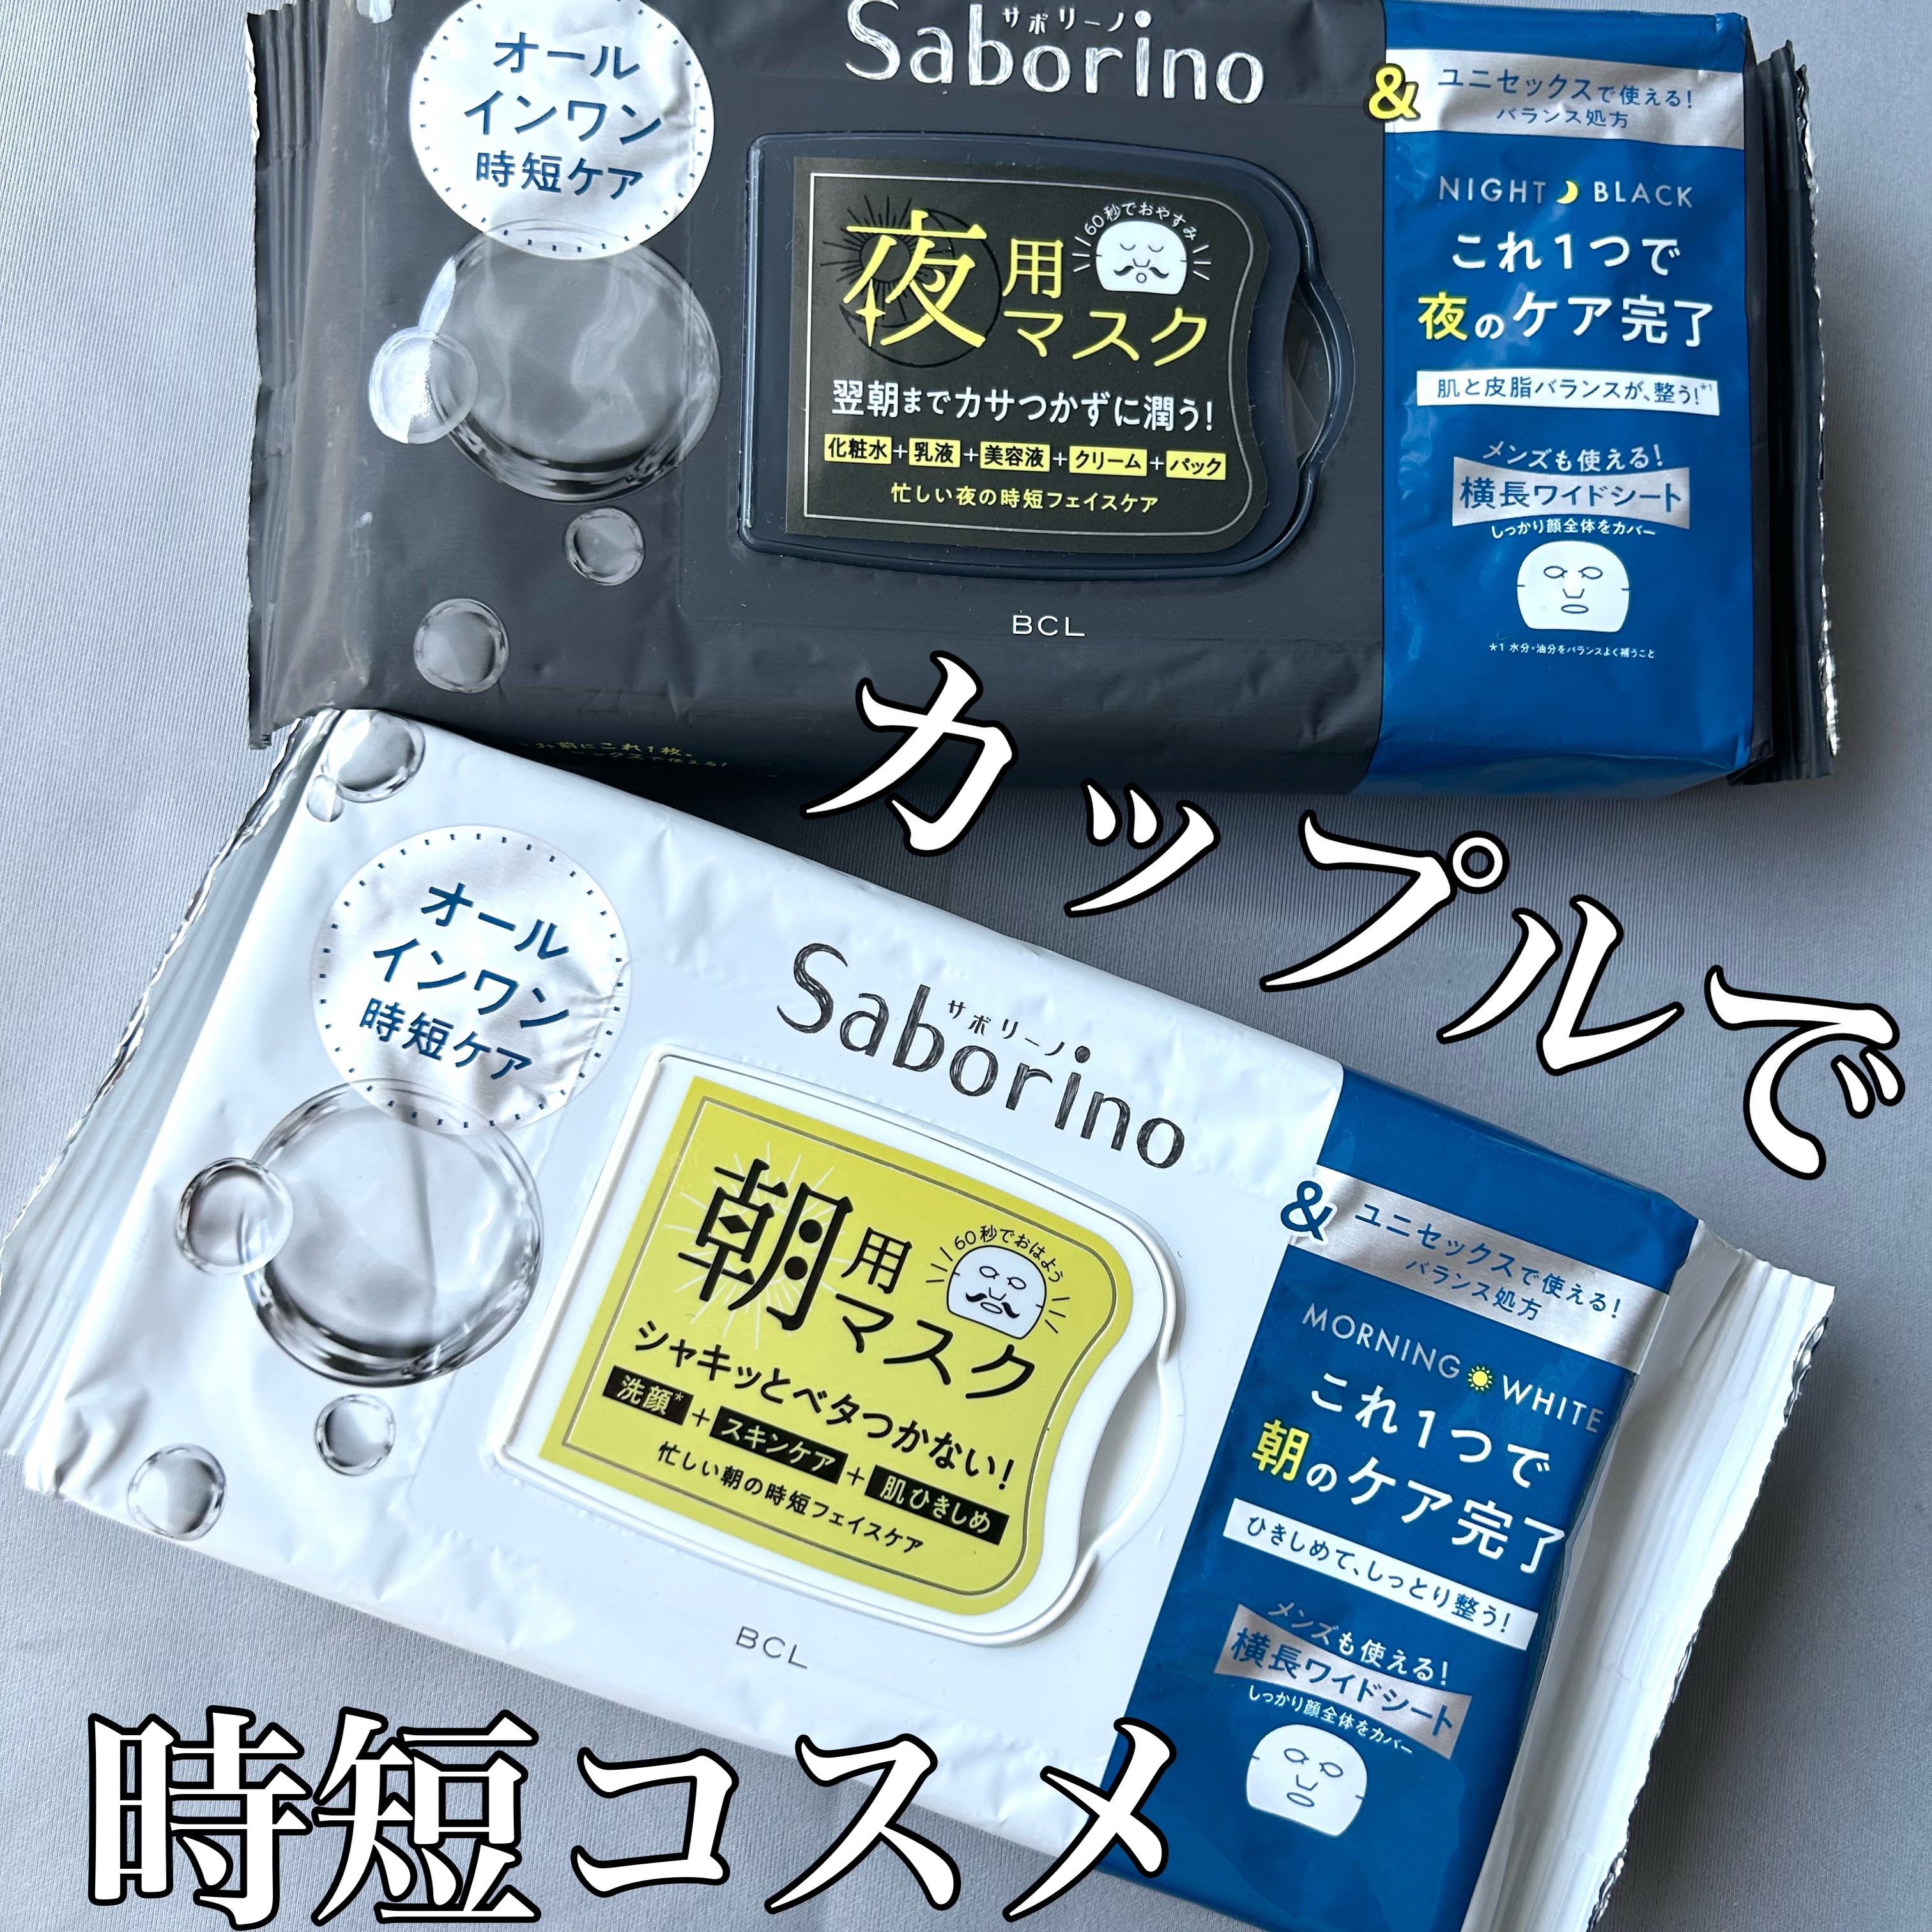 オール
インワン
時短ケア
サボリーノ
Saborino
& ユニセックスで使える!
バランス処方
NIGHT BLACK
これ1つで
夜のケア完了
肌と皮脂バランスが、整う!*1
メンズも使える!
横長ワイドシート
しっかり顔全体をカバー
*1 水分・油分をバランスよく補うこと
60秒でおやすみ
夜用
マスク
翌朝までカサつかずに潤う!
化粧水+乳液+美容液+クリーム+パック
忙しい夜の時短フェイスケア
BCL
み前にこれ1枚。
カップルで
オール
インワン
時短ケア
サボリーノ
Saborino
60秒でおはよう
朝用
マスク
シャキッとベタつかない!
洗顔*+スキンケア+肌ひきしめ
忙しい朝の時短フェイスケア
BCL
& ユニセックスで使える!
バランス処方
MORNING WHITE
これ1つで
朝のケア完了
ひきしめて、しっとり整う!
メンズも使える!
横長ワイドシート
しっかり顔全体をカバー
時短コスメ